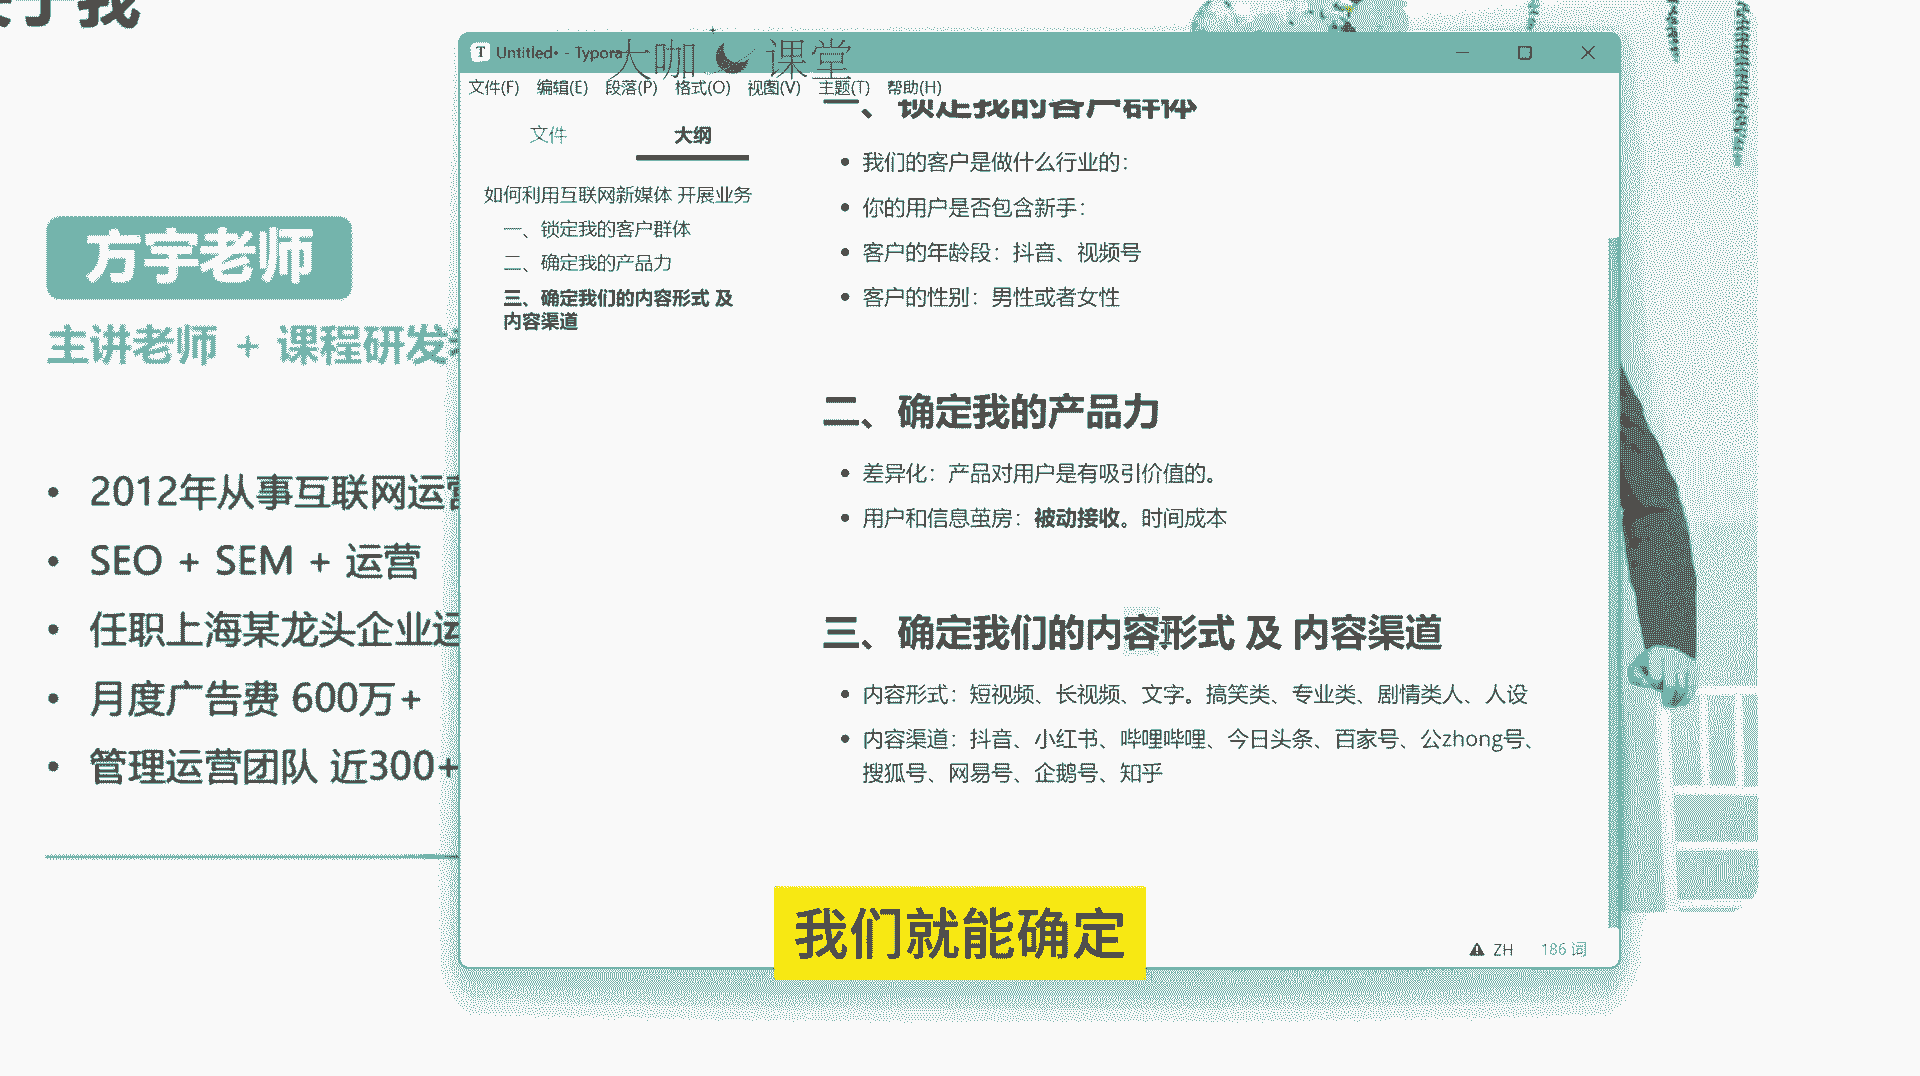 于我
方宇老师
主讲老师 + 课程研发
2012年从事互联网运营
SEO + SEM + 运营
任职上海某龙头企业运
月度广告费 600万+
管理运营团队 近300+
Untitled• - Typora
大咖 课堂
文件(F) 编辑(E) 段落(P) 格式(O) 视图(V) 主题(T) 帮助(H)
文件 大纲
如何利用互联网新媒体 开展业务
一、锁定我的客户群体
二、确定我的产品力
三、确定我们的内容形式 及
内容渠道
一、锁定我的客户群体
我们的客户是做什么行业的：
你的用户是否包含新手：
客户的年龄段：抖音、视频号
客户的性别：男性或者女性
二、确定我的产品力
差异化：产品对用户是有吸引价值的。
用户和信息茧房：被动接收。时间成本
三、确定我们的内容形式 及 内容渠道
内容形式：短视频、长视频、文字。搞笑类、专业类、剧情类人、人设
内容渠道：抖音、小红书、哔哩哔哩、今日头条、百家号、公zhong号、
搜狐号、网易号、企鹅号、知乎
ZH 186 词
我们就能确定